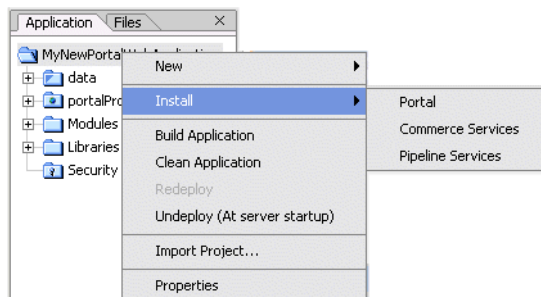 Application Files
MyNewPortal
data
portalPro
Modules
Libraries
Security
New
Install
Build Application
Clean Application
Redeploy
Undeploy (At server startup)
Import Project...
Properties
Portal
Commerce Services
Pipeline Services